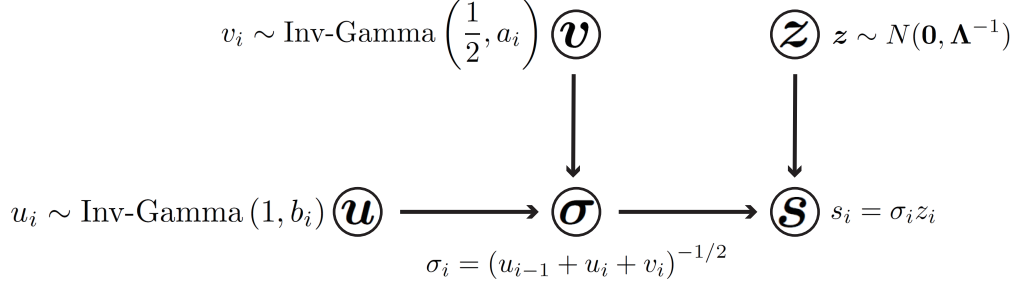 v_i ∼ Inv-Gamma (1/2, a_i) v z z ∼ N(0, Λ⁻¹)
u_i ∼ Inv-Gamma (1, b_i) u σ s s_i = σ_i z_i
σ_i = (u_{i−1} + u_i + v_i)^{−1/2}